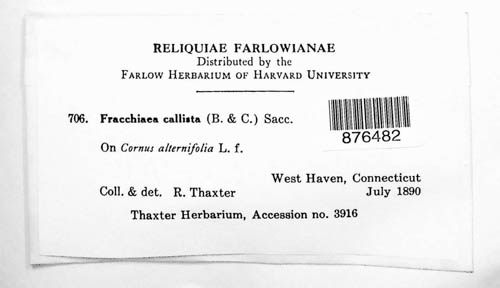 RELIQUIAE FARLOWIANAE
Distributed by the
FARLOW HERBARIUM OF HARVARD UNIVERSITY
706. Fracchiaea callista (B. & C.) Sacc.
876482
On Cornus alternifolia L. f.
West Haven, Connecticut
Coll. & det. R. Thaxter July 1890
Thaxter Herbarium, Accession no. 3916